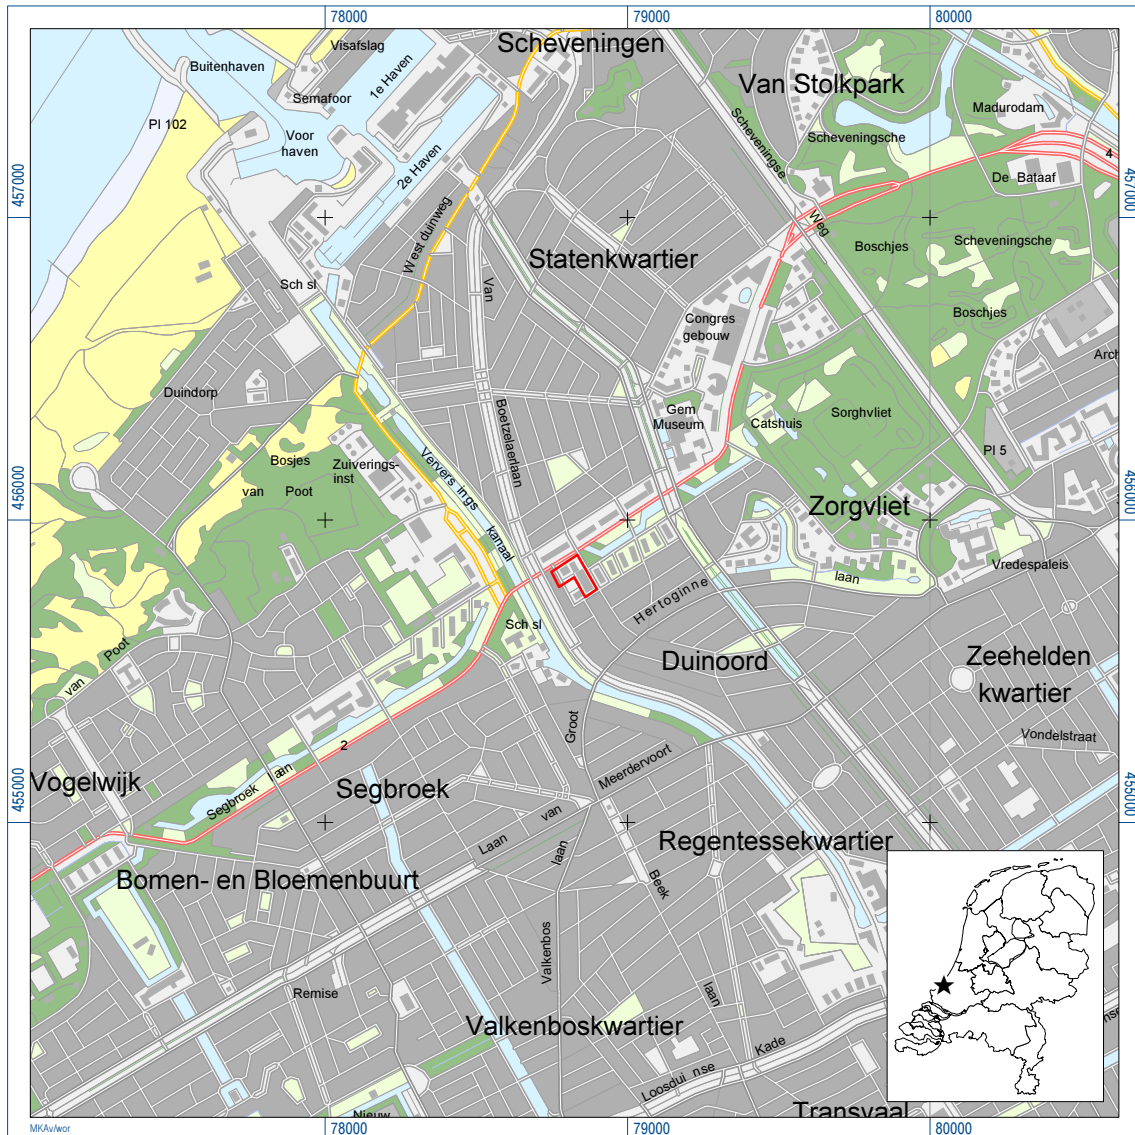 78000
79000
80000
Scheveningen
Visafslag
Buitenhaven
1e Haven
Van Stolkpark
Semafoor
Madurodam
Pl 102
Voor
haven
2e Haven
Scheveningse
Weg
Scheveningsche
Boschjes
4
De Bataaf
457000
457000
West duinweg
Statenkwartier
Scheveningsche
Boschjes
Sch sl
Van
Boetzelaerlaan
Congres
gebouw
Arch
Duindorp
Gem
Museum
Catshuis
Sorghvliet
Pl 5
Bosjes
van Poot
Zuiverings-
inst
Ververs ings
kanaal
456000
456000
Zorgvliet
Vredespaleis
Hertoginne
laan
Sch sl
van
Poot
Duinoord
Zeehelden
kwartier
Groot
Vondelstraat
2
Meerdervoort
Vogelwijk
Segbroek
laan
Segbroek
455000
455000
Laan
van
laan
Regentessekwartier
Bomen- en Bloemenbuurt
Beek
Valkenbos
laan
Remise
Valkenboskwartier
Kade
Loosdui nse
nse
Nieuw
Transvaal
MKAv/wor
78000
79000
80000